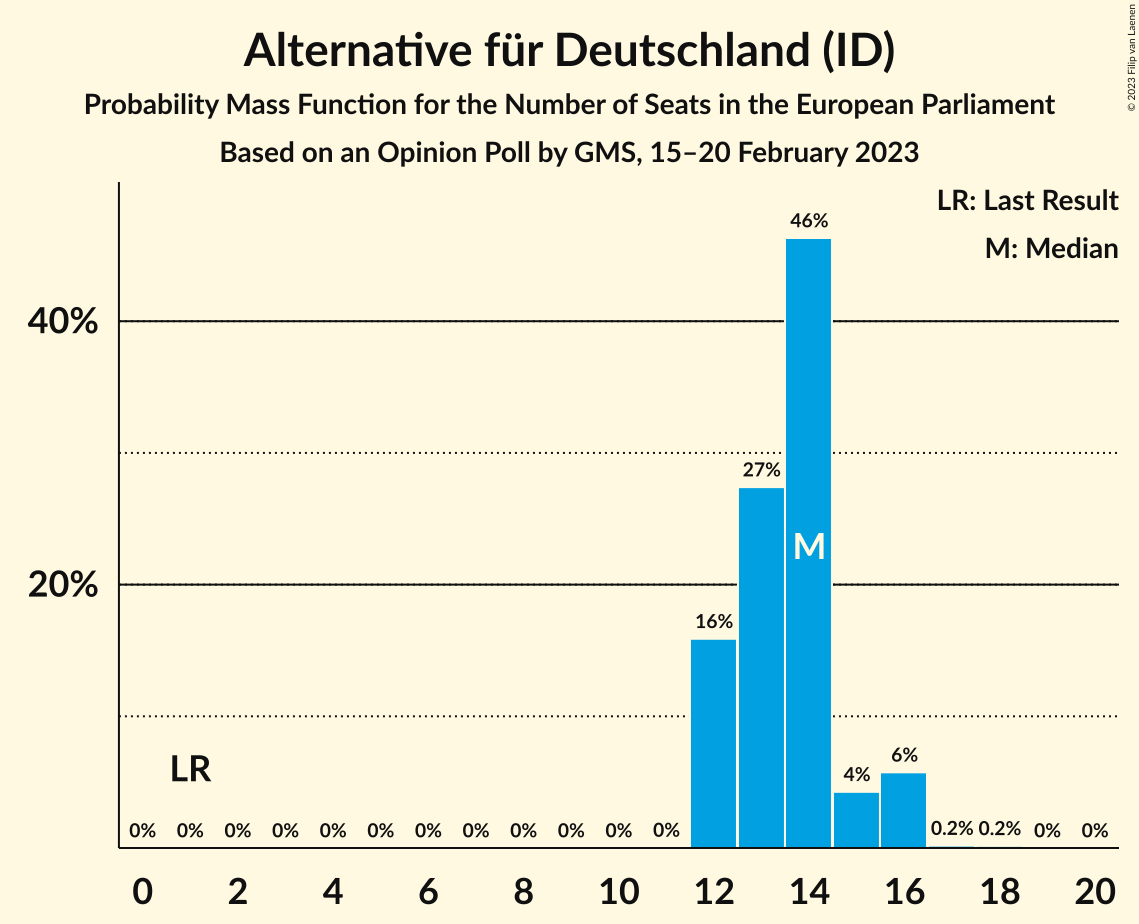 Alternative für Deutschland (ID)
Probability Mass Function for the Number of Seats in the European Parliament
Based on an Opinion Poll by GMS, 15–20 February 2023
© 2023 Filip van Laenen
LR: Last Result
M: Median
40%
20%
46%
27%
M
16%
LR
4%
6%
0% 0% 0% 0% 0% 0% 0% 0% 0% 0% 0% 0% 0.2% 0.2% 0% 0%
0 2 4 6 8 10 12 14 16 18 20